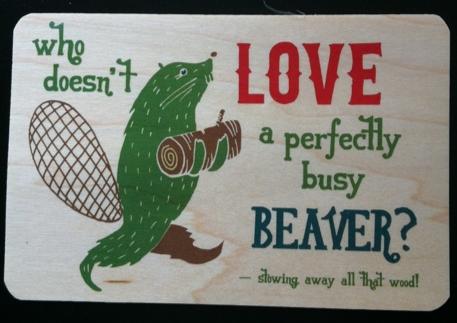 who
doesn't
LOVE
a perfectly
busy
BEAVER?
— stowing away all that wood!